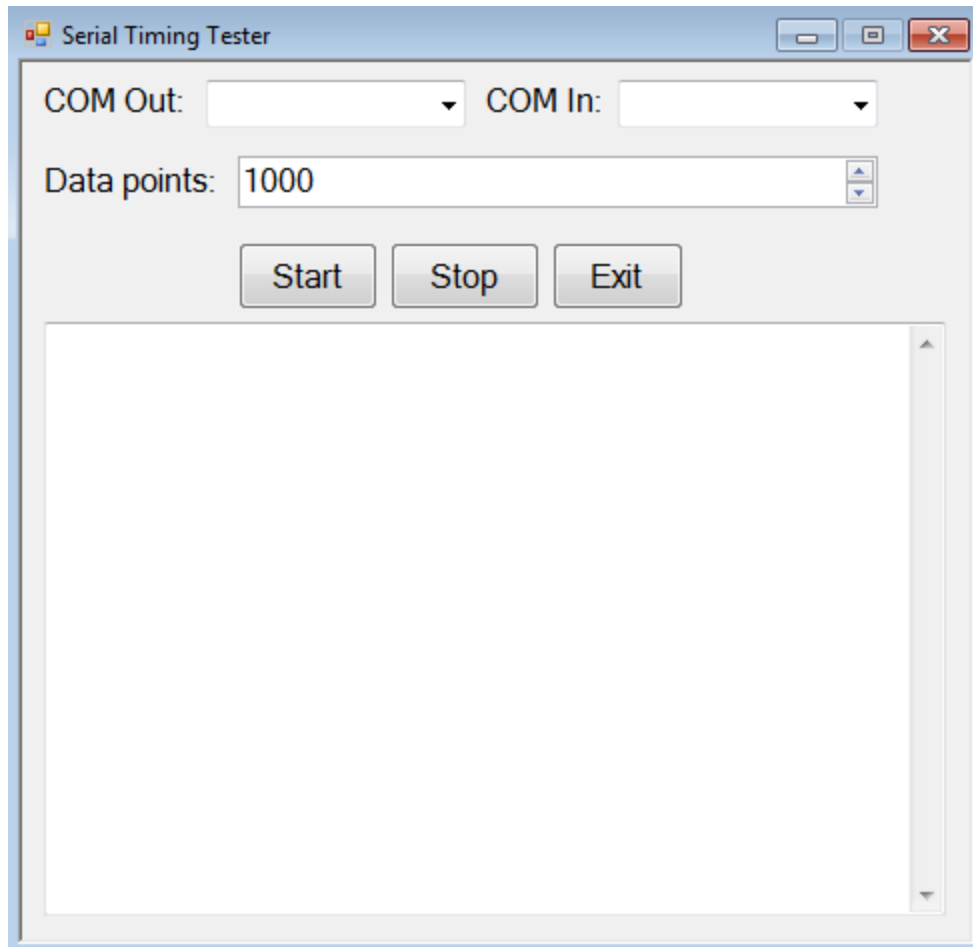 Serial Timing Tester
COM Out: COM In:
Data points: 1000
Start Stop Exit